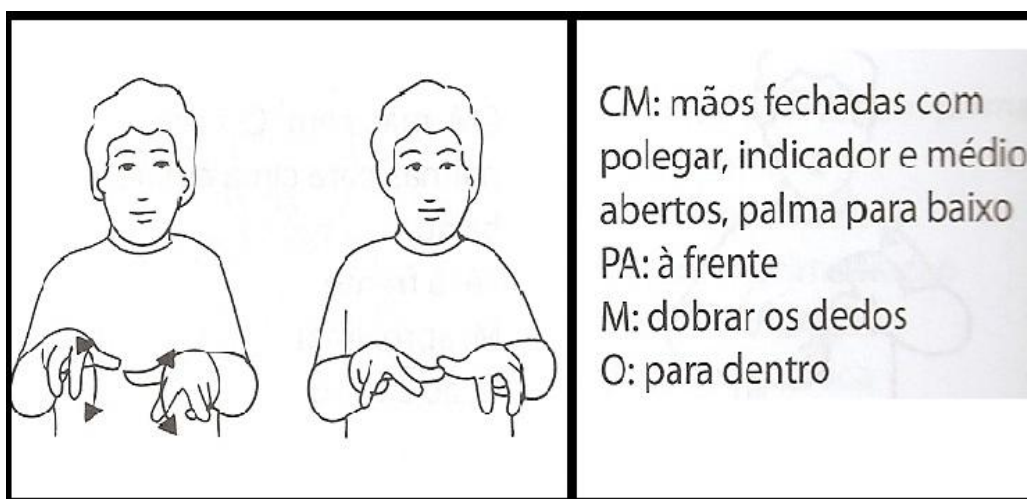 CM: mãos fechadas com
polegar, indicador e médio
abertos, palma para baixo
PA: à frente
M: dobrar os dedos
O: para dentro